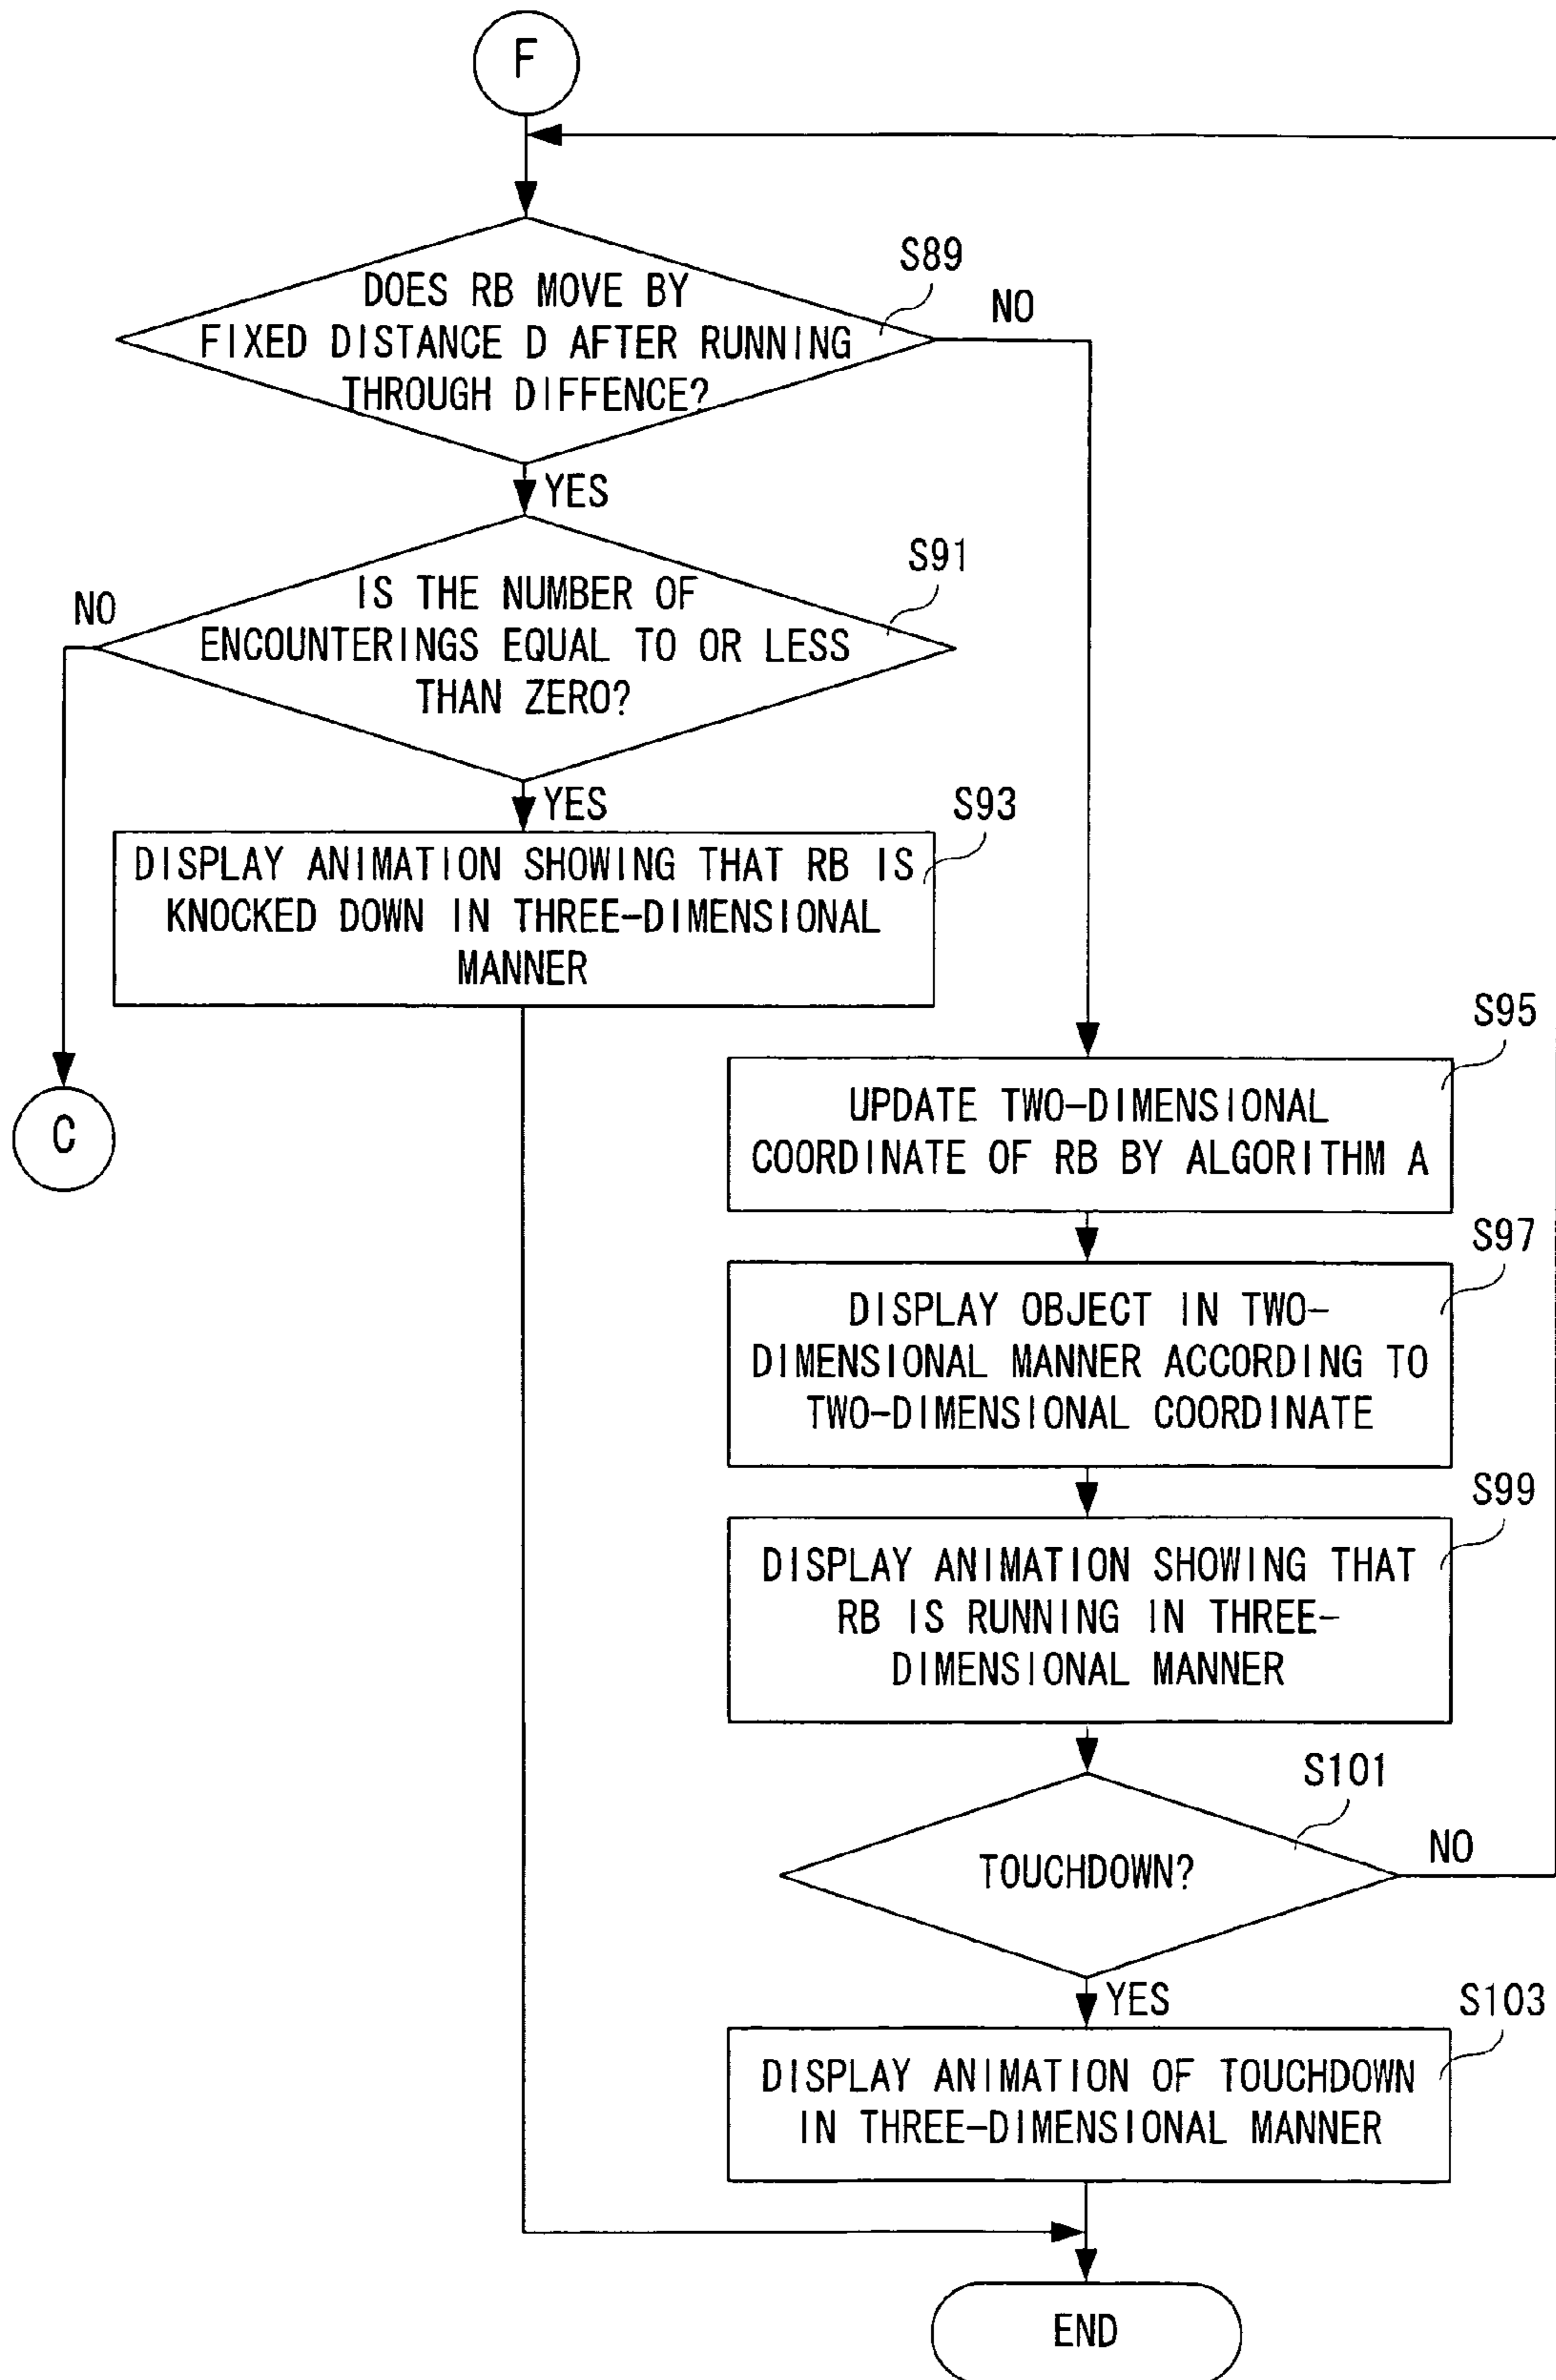 F
S89
DOES RB MOVE BY
FIXED DISTANCE D AFTER RUNNING
THROUGH DIFFENCE?
NO
YES
S91
IS THE NUMBER OF
ENCOUNTERINGS EQUAL TO OR LESS
THAN ZERO?
NO
YES
S93
DISPLAY ANIMATION SHOWING THAT RB IS
KNOCKED DOWN IN THREE-DIMENSIONAL
MANNER
C
S95
UPDATE TWO-DIMENSIONAL
COORDINATE OF RB BY ALGORITHM A
S97
DISPLAY OBJECT IN TWO-
DIMENSIONAL MANNER ACCORDING TO
TWO-DIMENSIONAL COORDINATE
S99
DISPLAY ANIMATION SHOWING THAT
RB IS RUNNING IN THREE-
DIMENSIONAL MANNER
S101
TOUCHDOWN?
NO
YES
S103
DISPLAY ANIMATION OF TOUCHDOWN
IN THREE-DIMENSIONAL MANNER
END